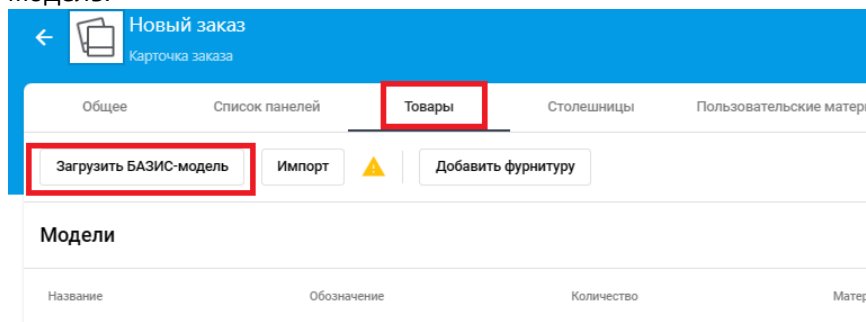 Новый заказ
Карточка заказа
Общее Список панелей Товары Столешницы Пользовательские матер
Загрузить БАЗИС-модель Импорт Добавить фурнитуру
Модели
Название Обозначение Количество Матер